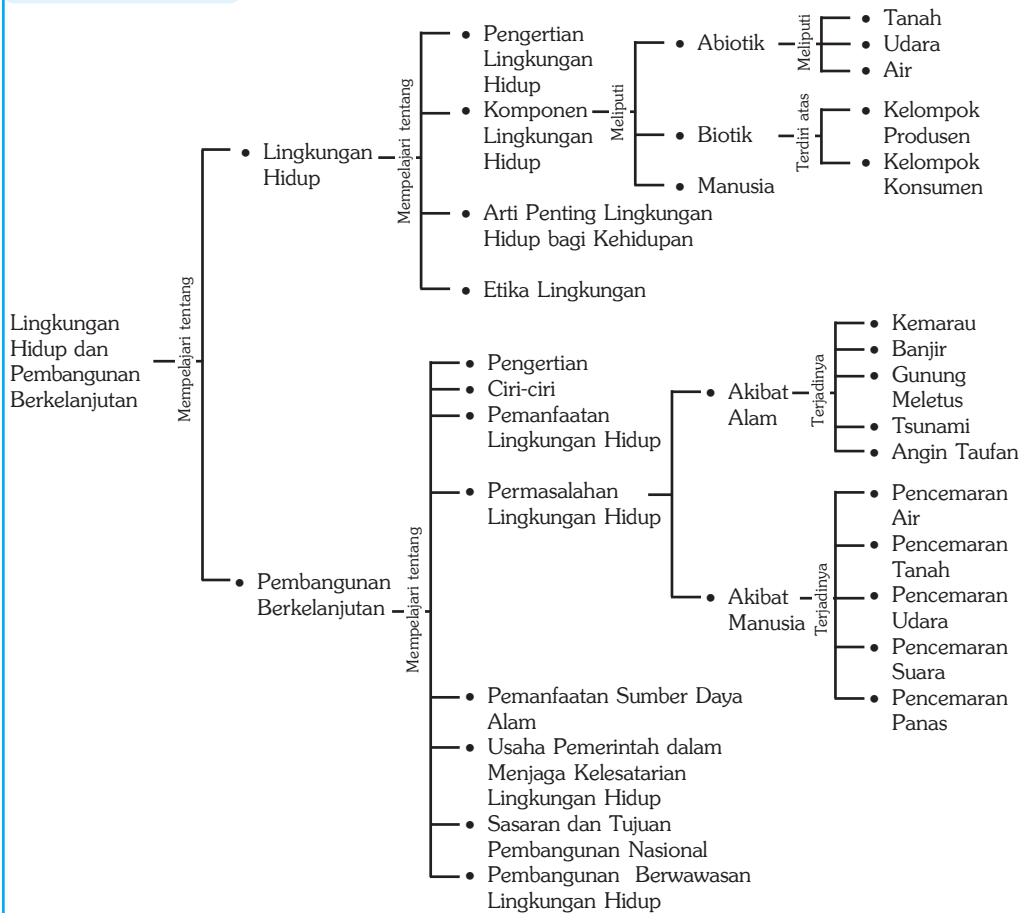 Lingkungan
Hidup dan
Pembangunan
Berkelanjutan
Mempelajari tentang
• Lingkungan
Hidup
Mempelajari tentang
• Pengertian
Lingkungan
Hidup
• Komponen
Lingkungan
Hidup
Meliputi
• Abiotik
Meliputi
• Tanah
• Udara
• Air
• Biotik
Terdiri atas
• Kelompok
Produsen
• Kelompok
Konsumen
• Manusia
• Arti Penting Lingkungan
Hidup bagi Kehidupan
• Etika Lingkungan
• Pembangunan
Berkelanjutan
Mempelajari tentang
• Pengertian
• Ciri-ciri
• Pemanfaatan
Lingkungan Hidup
• Permasalahan
Lingkungan Hidup
• Akibat
Alam
Terjadinya
• Kemarau
• Banjir
• Gunung
Meletus
• Tsunami
• Angin Taufan
• Akibat
Manusia
Terjadinya
• Pencemaran
Air
• Pencemaran
Tanah
• Pencemaran
Udara
• Pencemaran
Suara
• Pencemaran
Panas
• Pemanfaatan Sumber Daya
Alam
• Usaha Pemerintah dalam
Menjaga Kelesatarian
Lingkungan Hidup
• Sasaran dan Tujuan
Pembangunan Nasional
• Pembangunan Berwawasan
Lingkungan Hidup